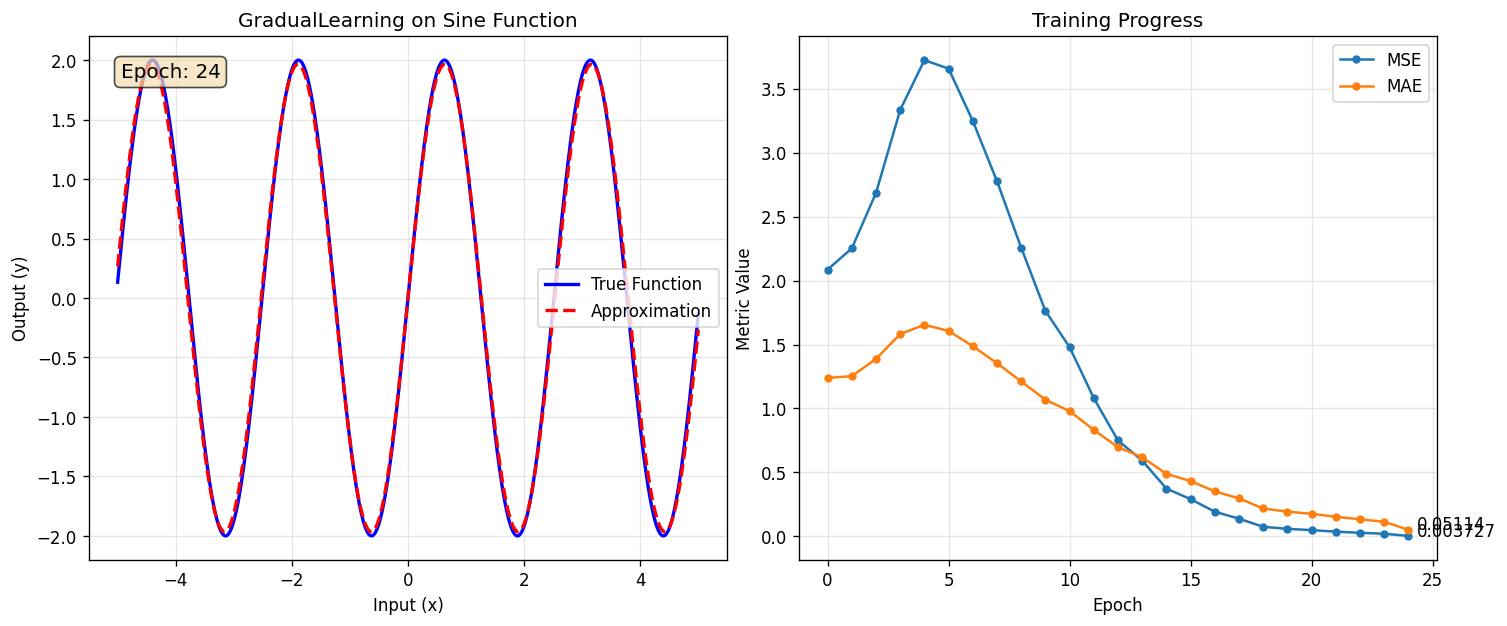 GradualLearning on Sine Function
Epoch: 24
2.0
1.5
1.0
0.5
0.0
−0.5
−1.0
−1.5
−2.0
Output (y)
True Function
Approximation
−4
−2
0
2
4
Input (x)
Training Progress
MSE
MAE
3.5
3.0
2.5
2.0
1.5
1.0
0.5
0.0
Metric Value
0.05114
0.003727
0
5
10
15
20
25
Epoch